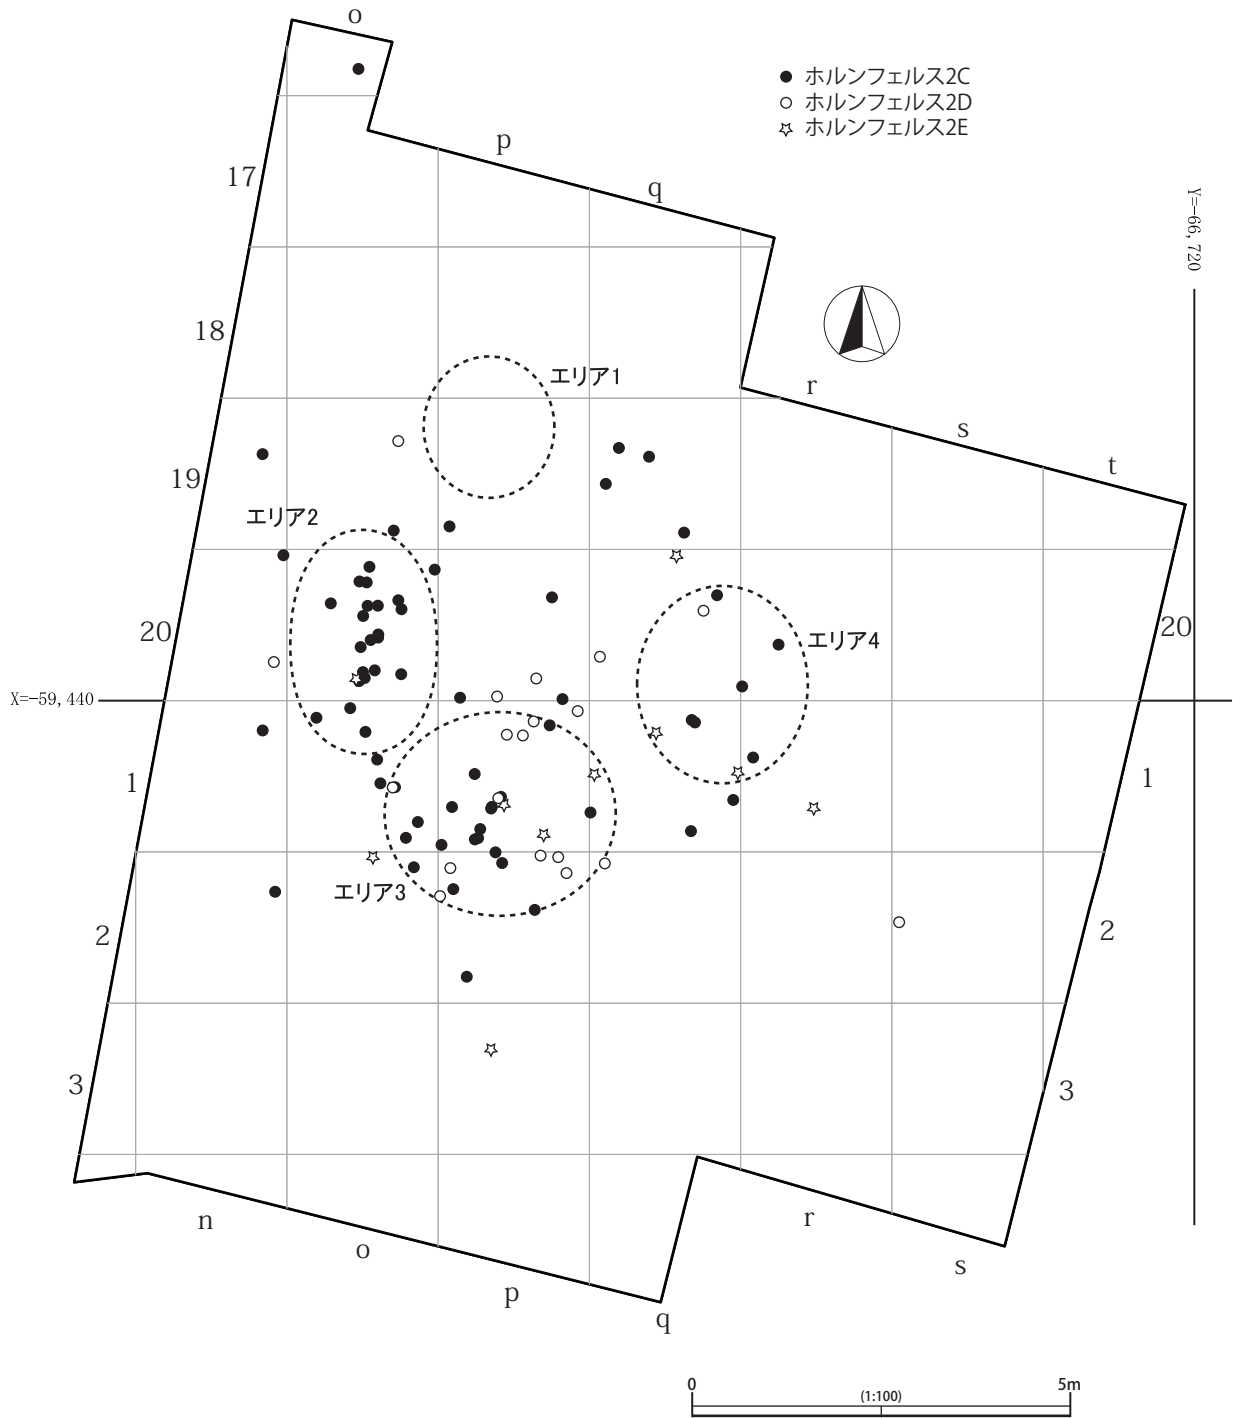 o
ホルンフェルス2C
ホルンフェルス2D
ホルンフェルス2E
p
17
q
Y=-66,720
18
エリア1
r
s
t
19
エリア2
20
20
エリア4
X=-59,440
1
1
エリア3
2
2
3
3
n
r
o
s
p
q
0
(1:100)
5m